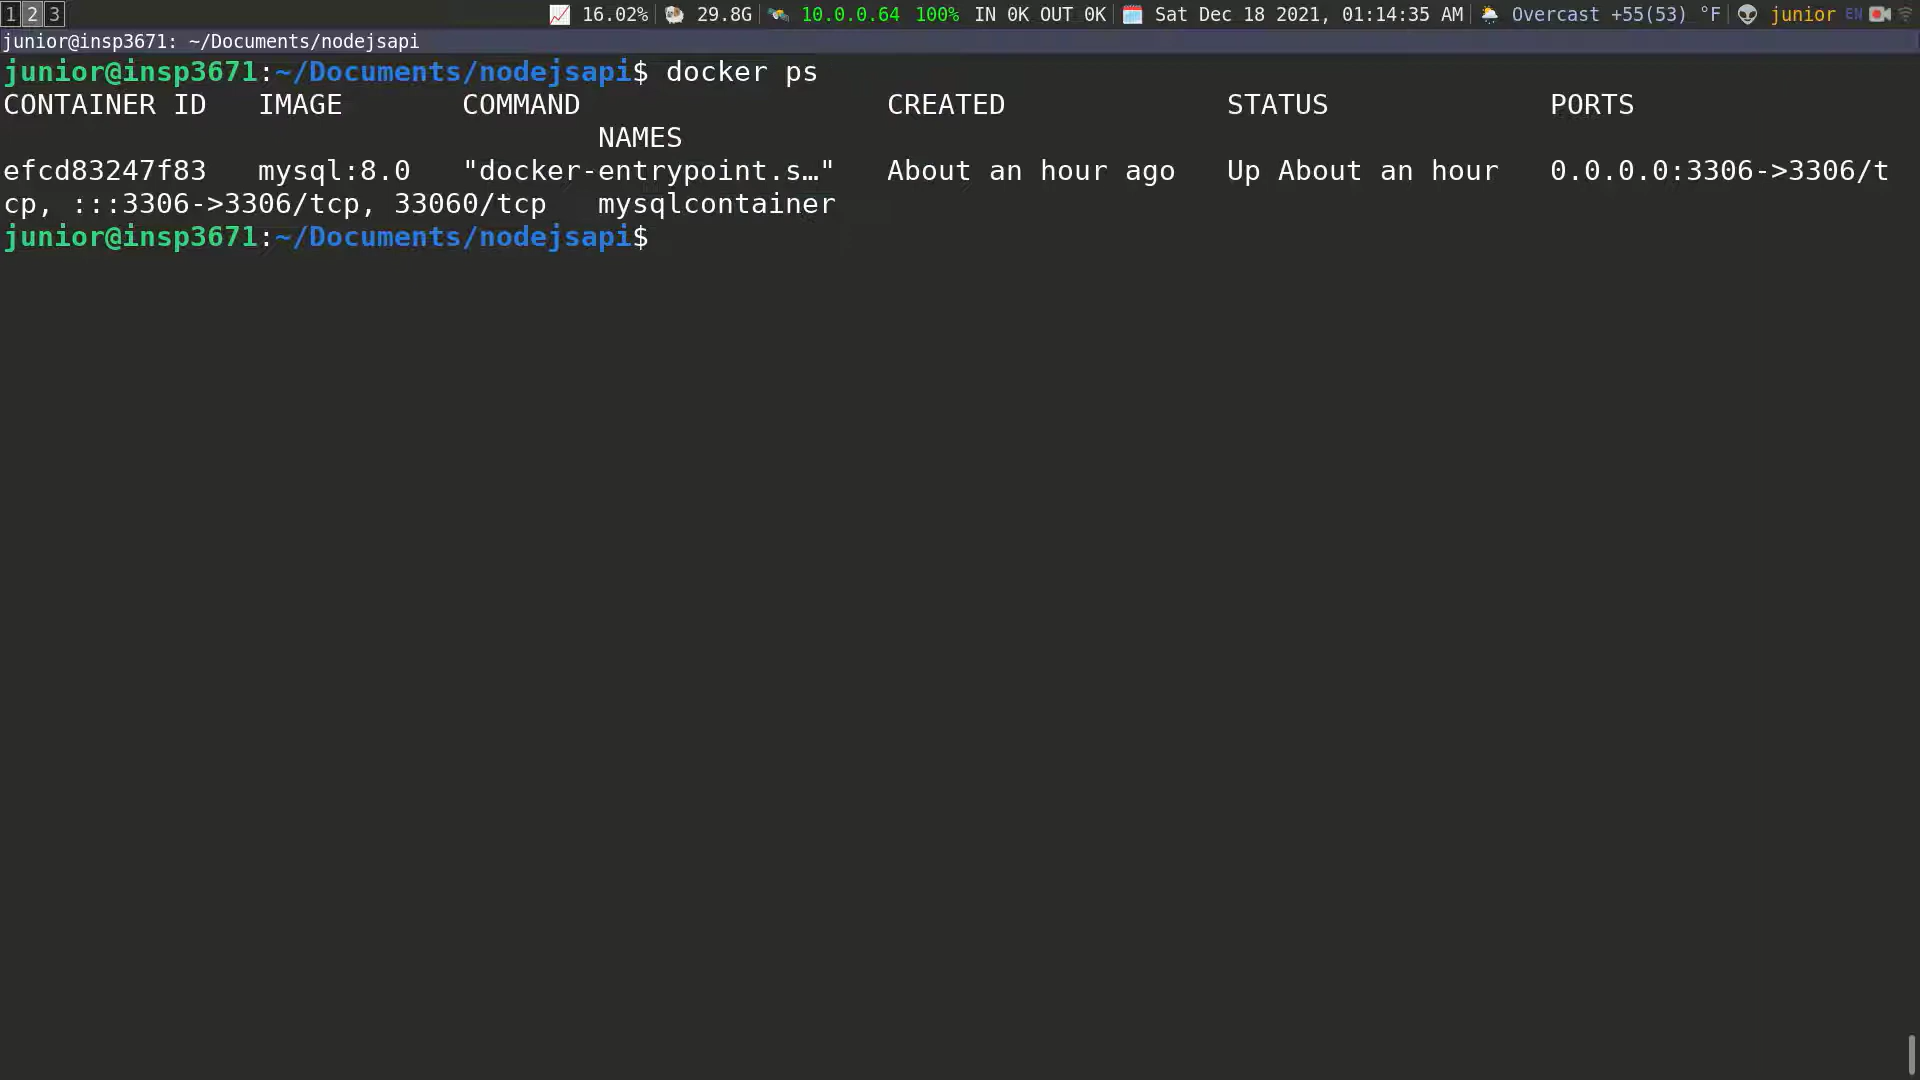 1 2 3 16.02% 29.8G 10.0.0.64 100% IN 0K OUT 0K Sat Dec 18 2021, 01:14:35 AM Overcast +55(53) °F junior EN
junior@insp3671: ~/Documents/nodejsapi
junior@insp3671:~/Documents/nodejsapi$ docker ps
CONTAINER ID   IMAGE       COMMAND                  CREATED             STATUS             PORTS
NAMES
efcd83247f83   mysql:8.0   "docker-entrypoint.s…"   About an hour ago   Up About an hour   0.0.0.0:3306->3306/t
cp, :::3306->3306/tcp, 33060/tcp   mysqlcontainer
junior@insp3671:~/Documents/nodejsapi$